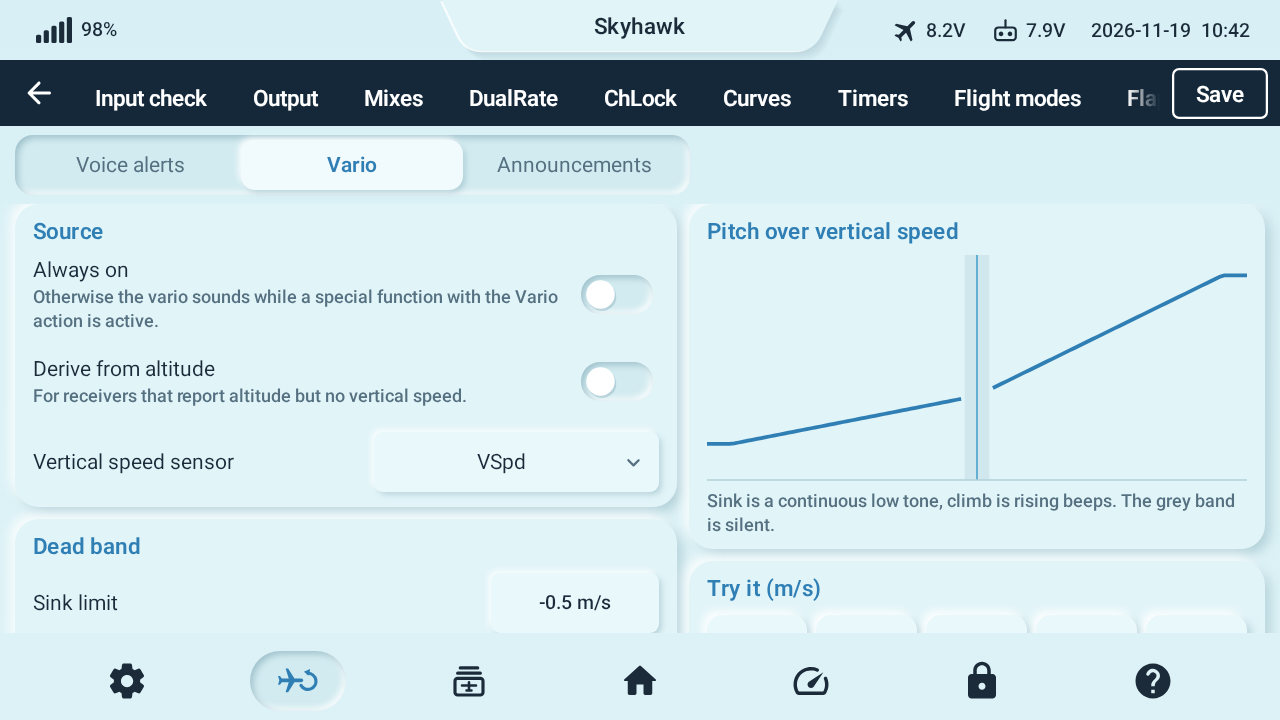 98%
Skyhawk
8.2V
7.9V
2026-11-19 10:42
Input check
Output
Mixes
DualRate
ChLock
Curves
Timers
Flight modes
Fla
Save
Voice alerts
Vario
Announcements
Source
Always on
Otherwise the vario sounds while a special function with the Vario
action is active.
Derive from altitude
For receivers that report altitude but no vertical speed.
Vertical speed sensor
VSpd
Dead band
Sink limit
-0.5 m/s
Pitch over vertical speed
Sink is a continuous low tone, climb is rising beeps. The grey band
is silent.
Try it (m/s)